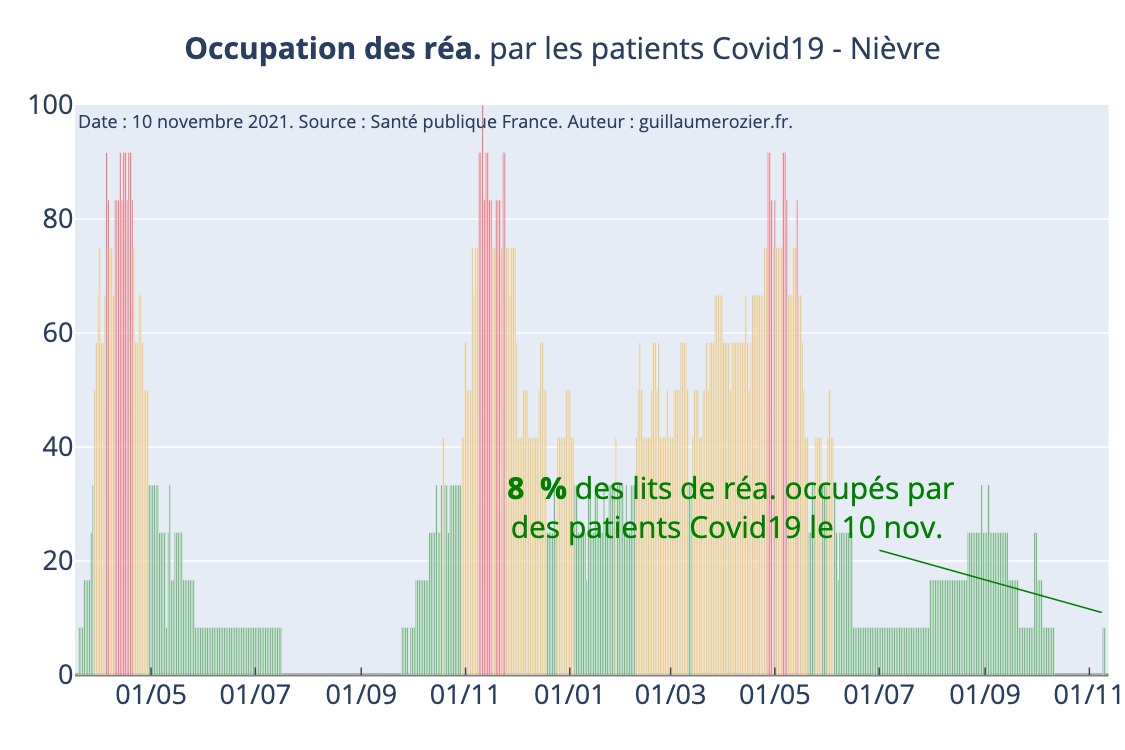 Occupation des réa. par les patients Covid19 - Nièvre
100
Date : 10 novembre 2021. Source : Santé publique France. Auteur : guillaumerozier.fr.
80
60
40
8 % des lits de réa. occupés par
des patients Covid19 le 10 nov.
20
0
01/05 01/07 01/09 01/11 01/01 01/03 01/05 01/07 01/09 01/11